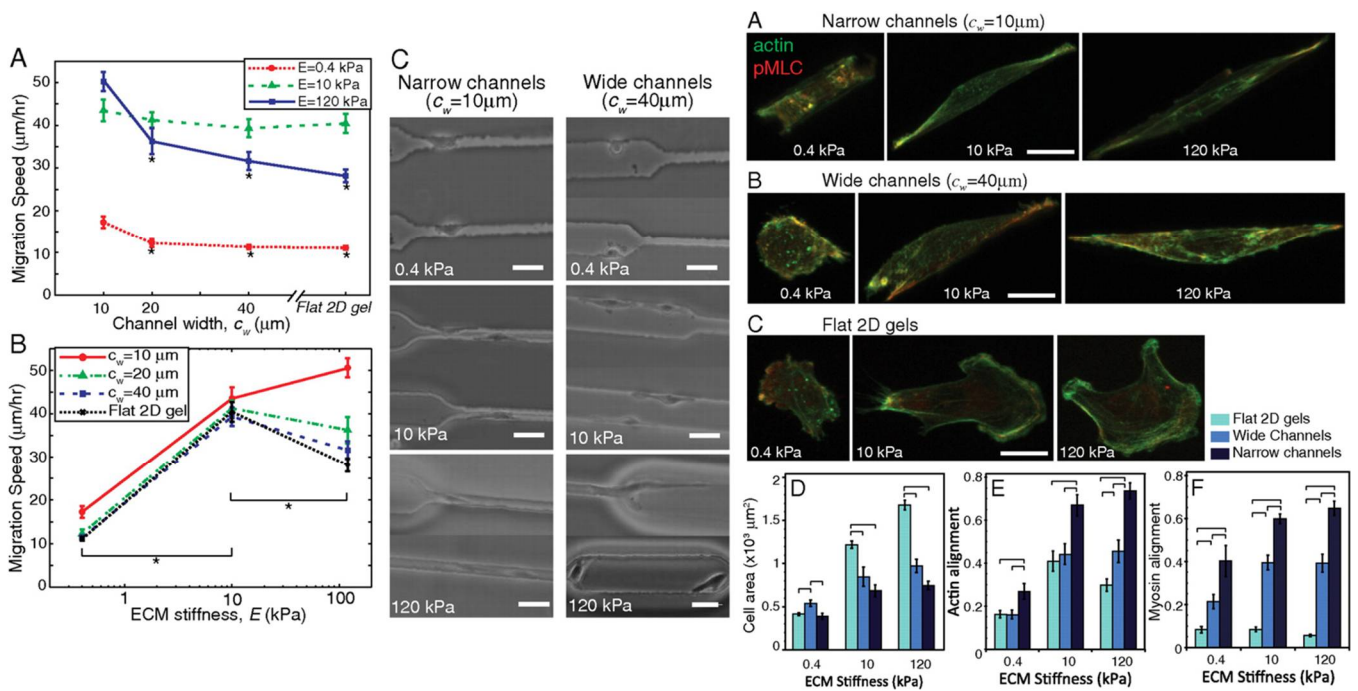 A
50
40
30
20
10
0
Migration Speed (µm/hr)
E=0.4 kPa
E=10 kPa
E=120 kPa
*
*
*
*
*
*
10
20
40
Flat 2D gel
Channel width, cw (µm)
B
50
40
30
20
10
0
Migration Speed (µm/hr)
cw=10 µm
cw=20 µm
cw=40 µm
Flat 2D gel
*
*
1
10
100
ECM stiffness, E (kPa)
C
Narrow channels
(cw=10µm)
Wide channels
(cw=40µm)
0.4 kPa
0.4 kPa
10 kPa
10 kPa
120 kPa
120 kPa
A
Narrow channels (cw=10µm)
actin
pMLC
0.4 kPa
10 kPa
120 kPa
B
Wide channels (cw=40µm)
0.4 kPa
10 kPa
120 kPa
C
Flat 2D gels
0.4 kPa
10 kPa
120 kPa
Flat 2D gels
Wide Channels
Narrow channels
D
2
1.5
1
0.5
0
Cell area (x10³ µm²)
0.4
10
120
ECM Stiffness (kPa)
E
0.8
0.6
0.4
0.2
0
Actin alignment
0.4
10
120
ECM Stiffness (kPa)
F
0.8
0.4
0
Myosin alignment
0.4
10
120
ECM Stiffness (kPa)